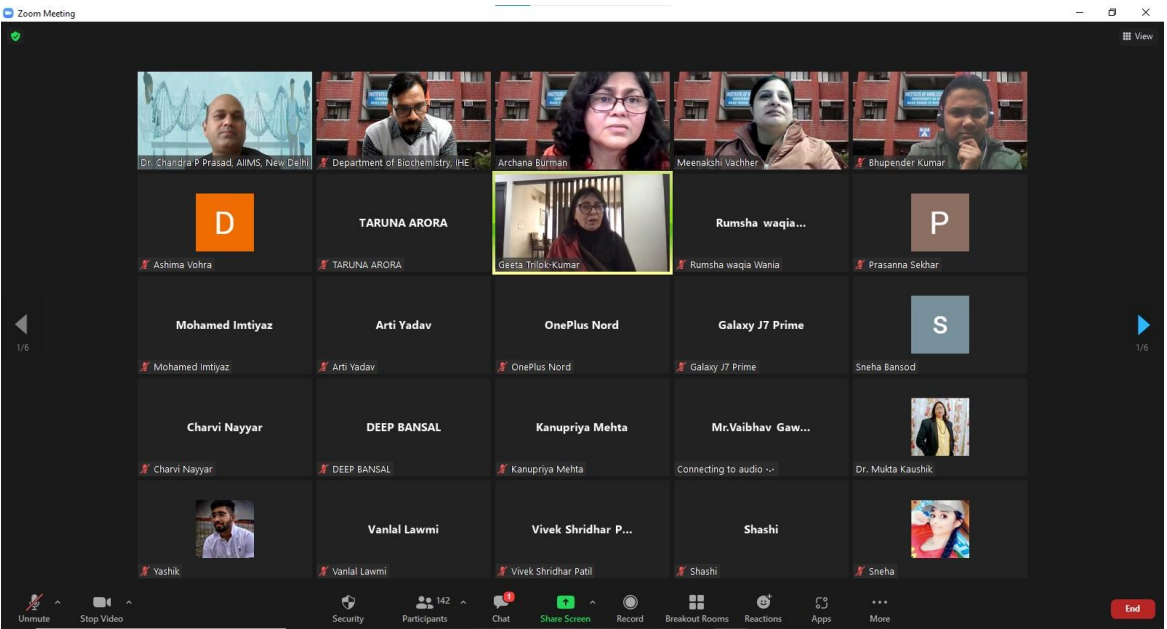 Zoom Meeting
View
Dr. Chandra P Prasad, AIIMS, New Delhi
Department of Biochemistry, IHE
Archana Burman
Meenakshi Vachher
Bhupender Kumar
D
Ashima Vohra
TARUNA ARORA
TARUNA ARORA
Geeta Trilok-Kumar
Rumsha waqia...
Rumsha waqia Wania
P
Prasanna Sekhar
1/6
1/6
Mohamed Imtiyaz
Mohamed Imtiyaz
Arti Yadav
Arti Yadav
OnePlus Nord
OnePlus Nord
Galaxy J7 Prime
Galaxy J7 Prime
S
Sneha Bansod
Charvi Nayyar
Charvi Nayyar
DEEP BANSAL
DEEP BANSAL
Kanupriya Mehta
Kanupriya Mehta
Mr.Vaibhav Gaw...
Connecting to audio
Dr. Mukta Kaushik
Yashik
Vanlal Lawmi
Vanlal Lawmi
Vivek Shridhar P...
Vivek Shridhar Patil
Shashi
Shashi
Sneha
Unmute
Stop Video
Security
142
Participants
1
Chat
Share Screen
Record
Breakout Rooms
Reactions
Apps
More
End